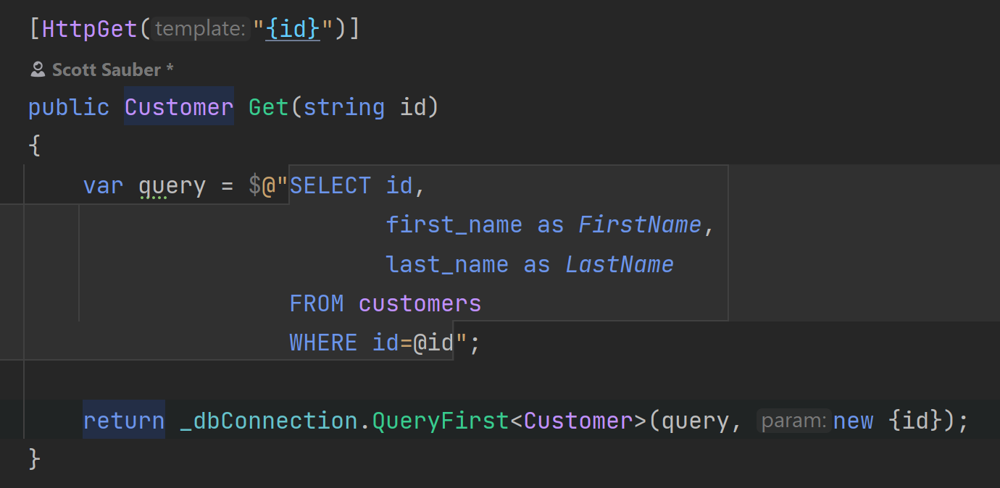 [HttpGet(template:"{id}")]
Scott Sauber *
public Customer Get(string id)
{
var query = $@"SELECT id,
first_name as FirstName,
last_name as LastName
FROM customers
WHERE id=@id";
return _dbConnection.QueryFirst<Customer>(query, param:new {id});
}